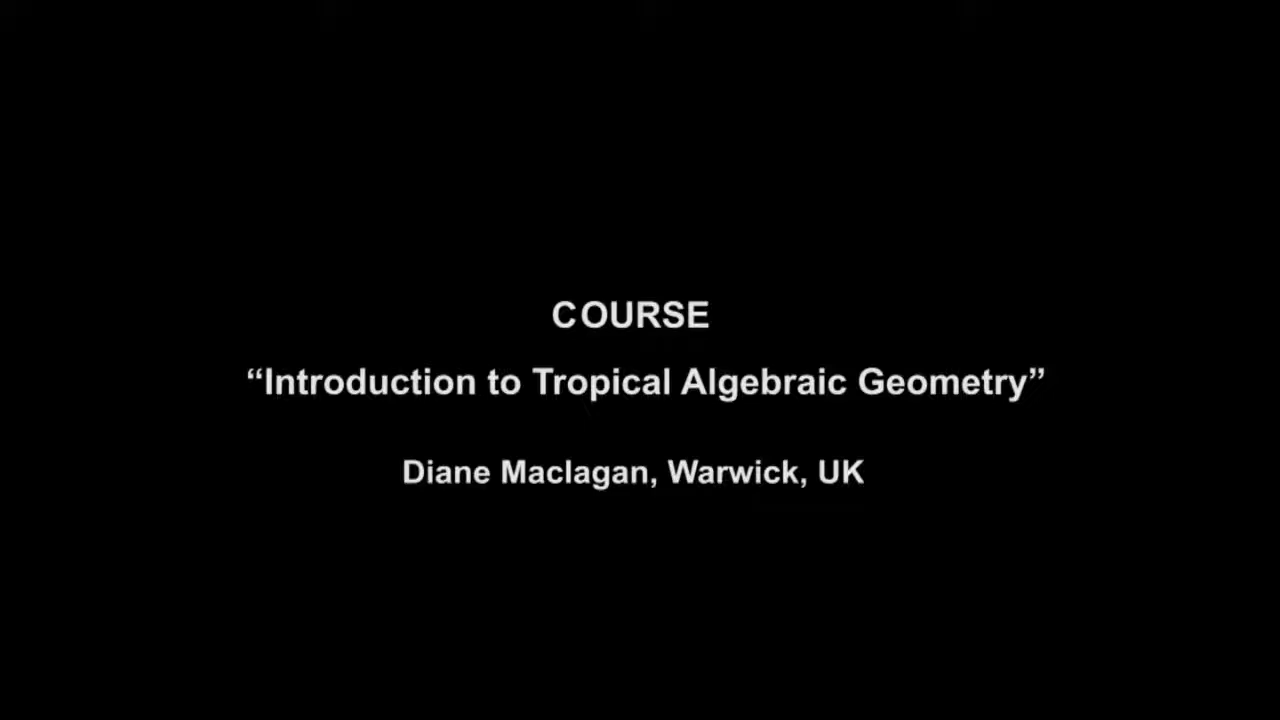 COURSE
“Introduction to Tropical Algebraic Geometry”
Diane Maclagan, Warwick, UK